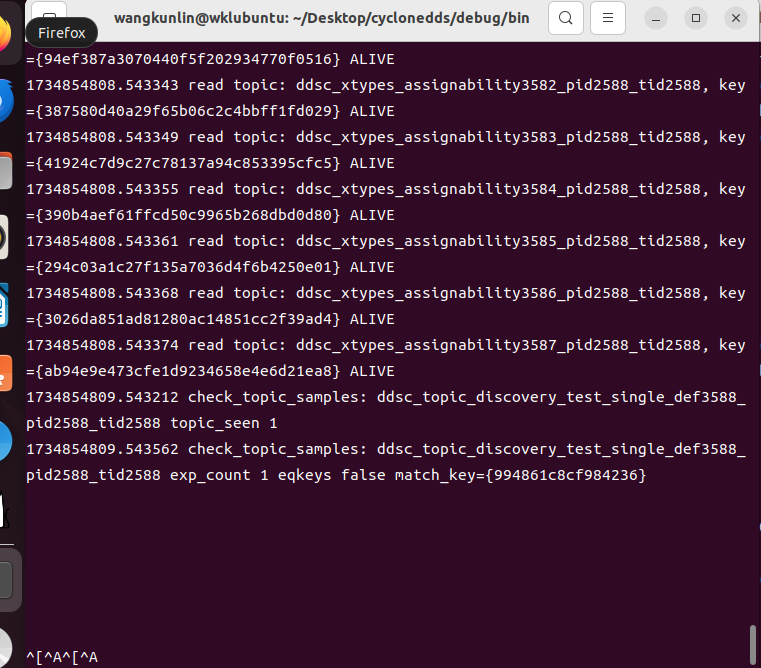 wangkunlin@wklubuntu: ~/Desktop/cyclonedds/debug/bin
Firefox
={94ef387a3070440f5f202934770f0516} ALIVE
1734854808.543343 read topic: ddsc_xtypes_assignability3582_pid2588_tid2588, key
={387580d40a29f65b06c2c4bbff1fd029} ALIVE
1734854808.543349 read topic: ddsc_xtypes_assignability3583_pid2588_tid2588, key
={41924c7d9c27c78137a94c853395cfc5} ALIVE
1734854808.543355 read topic: ddsc_xtypes_assignability3584_pid2588_tid2588, key
={390b4aef61ffcd50c9965b268dbd0d80} ALIVE
1734854808.543361 read topic: ddsc_xtypes_assignability3585_pid2588_tid2588, key
={294c03a1c27f135a7036d4f6b4250e01} ALIVE
1734854808.543368 read topic: ddsc_xtypes_assignability3586_pid2588_tid2588, key
={3026da851ad81280ac14851cc2f39ad4} ALIVE
1734854808.543374 read topic: ddsc_xtypes_assignability3587_pid2588_tid2588, key
={ab94e9e473cfe1d9234658e4e6d21ea8} ALIVE
1734854809.543212 check_topic_samples: ddsc_topic_discovery_test_single_def3588_
pid2588_tid2588 topic_seen 1
1734854809.543562 check_topic_samples: ddsc_topic_discovery_test_single_def3588_
pid2588_tid2588 exp_count 1 eqkeys false match_key={994861c8cf984236}
^[^A^[^A